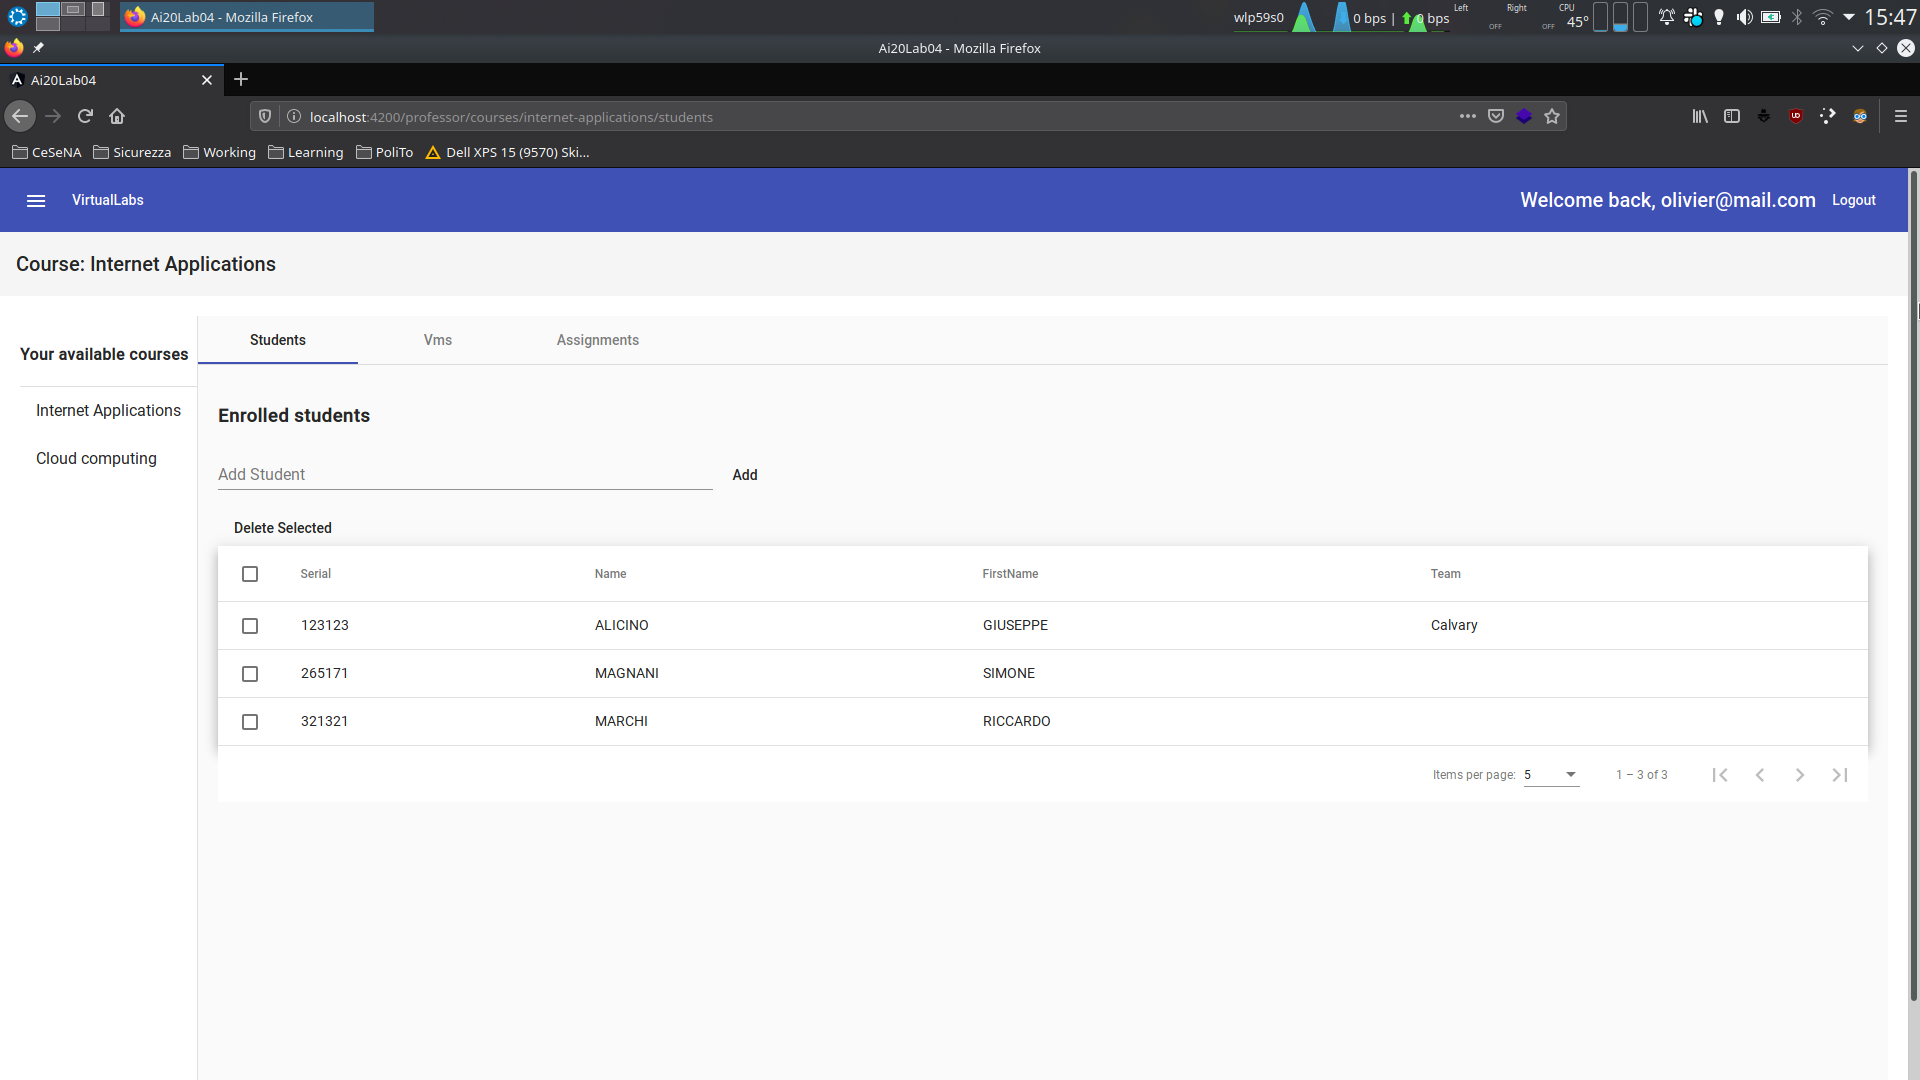 Ai20Lab04 - Mozilla Firefox
wlp59s0 0 bps | 0 bps Left OFF Right OFF CPU 45° 15:47
Ai20Lab04 - Mozilla Firefox
Ai20Lab04
localhost:4200/professor/courses/internet-applications/students
CeSeNA Sicurezza Working Learning PoliTo Dell XPS 15 (9570) Ski...
VirtualLabs Welcome back, olivier@mail.com Logout
Course: Internet Applications
Students Vms Assignments
Your available courses
Internet Applications
Cloud computing
Enrolled students
Add Student Add
Delete Selected
Serial Name FirstName Team
123123 ALICINO GIUSEPPE Calvary
265171 MAGNANI SIMONE
321321 MARCHI RICCARDO
Items per page: 5 1 – 3 of 3